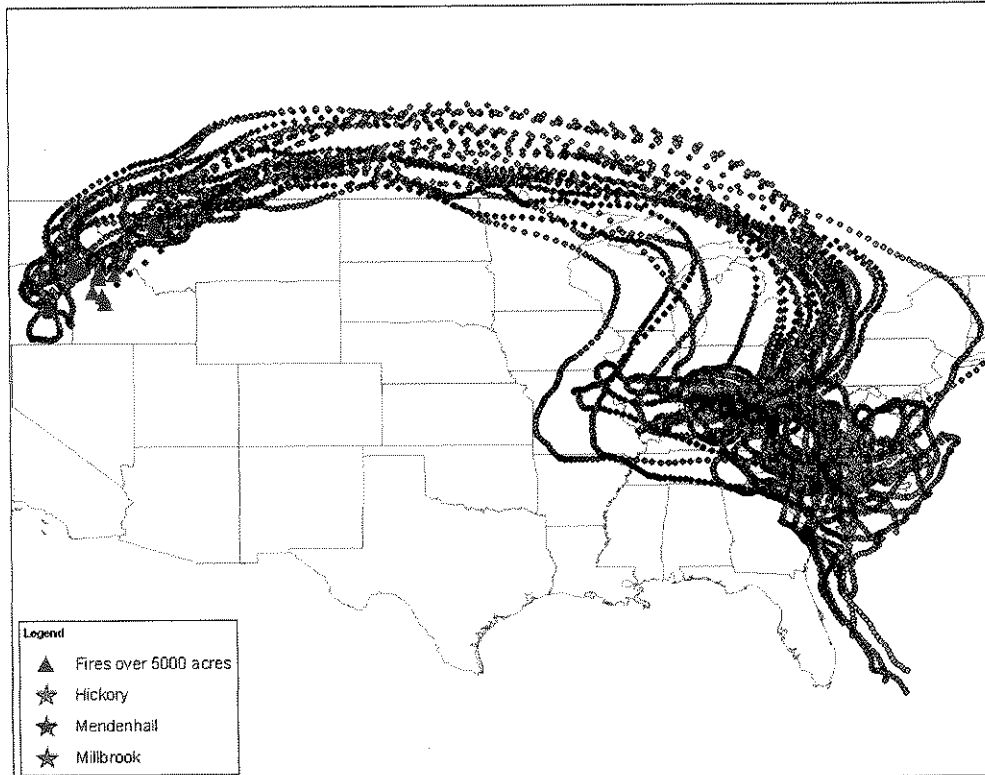 Legend
Fires over 5000 acres
Hickory
Mendenhall
Millbrook